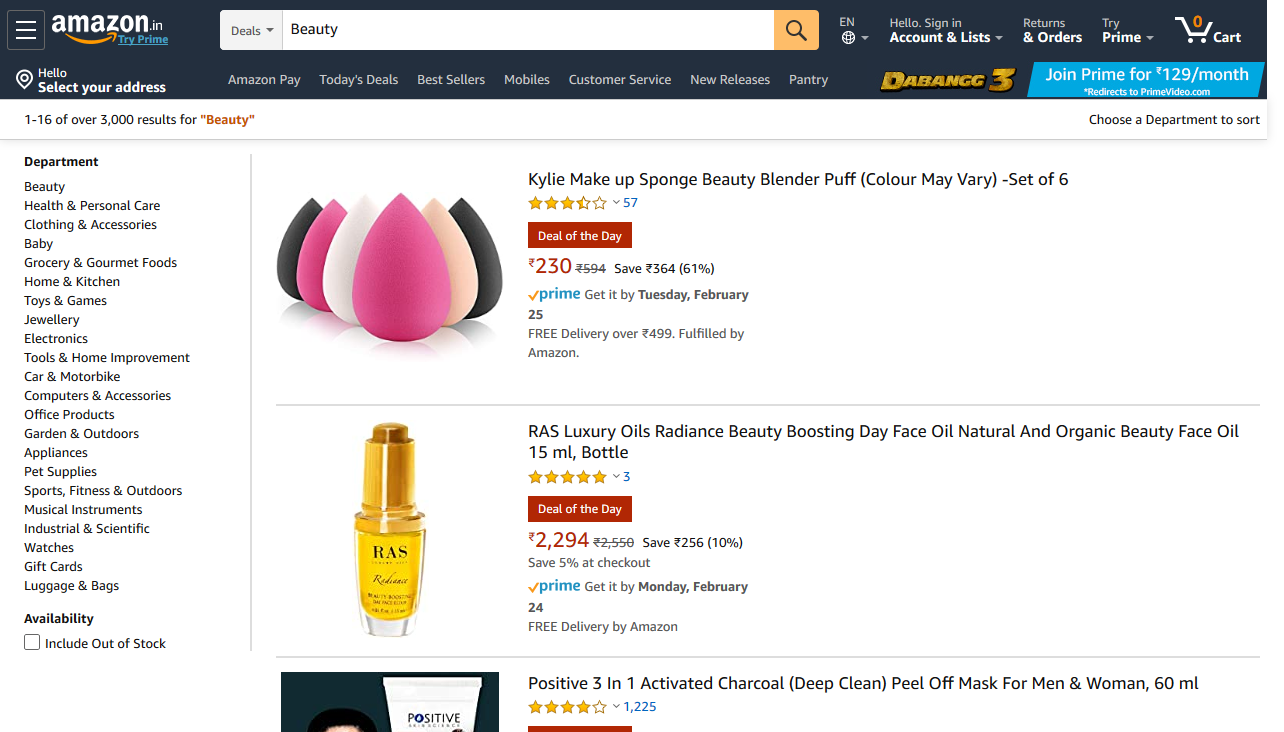 amazon.in
Try Prime
Deals
Beauty
EN
Hello. Sign in
Account & Lists
Returns
& Orders
Try
Prime
0
Cart
Hello
Select your address
Amazon Pay
Today's Deals
Best Sellers
Mobiles
Customer Service
New Releases
Pantry
DABANGG 3
Join Prime for ₹129/month
*Redirects to PrimeVideo.com
1-16 of over 3,000 results for "Beauty"
Choose a Department to sort
Department
Beauty
Health & Personal Care
Clothing & Accessories
Baby
Grocery & Gourmet Foods
Home & Kitchen
Toys & Games
Jewellery
Electronics
Tools & Home Improvement
Car & Motorbike
Computers & Accessories
Office Products
Garden & Outdoors
Appliances
Pet Supplies
Sports, Fitness & Outdoors
Musical Instruments
Industrial & Scientific
Watches
Gift Cards
Luggage & Bags
Availability
Include Out of Stock
Kylie Make up Sponge Beauty Blender Puff (Colour May Vary) -Set of 6
57
Deal of the Day
₹230 ₹594 Save ₹364 (61%)
prime Get it by Tuesday, February
25
FREE Delivery over ₹499. Fulfilled by
Amazon.
RAS
LUXURY OILS
Radiance
BEAUTY BOOSTING
DAY FACE ELIXIR
RAS Luxury Oils Radiance Beauty Boosting Day Face Oil Natural And Organic Beauty Face Oil
15 ml, Bottle
3
Deal of the Day
₹2,294 ₹2,550 Save ₹256 (10%)
Save 5% at checkout
prime Get it by Monday, February
24
FREE Delivery by Amazon
POSITIVE
SKIN SCIENCE
Positive 3 In 1 Activated Charcoal (Deep Clean) Peel Off Mask For Men & Woman, 60 ml
1,225